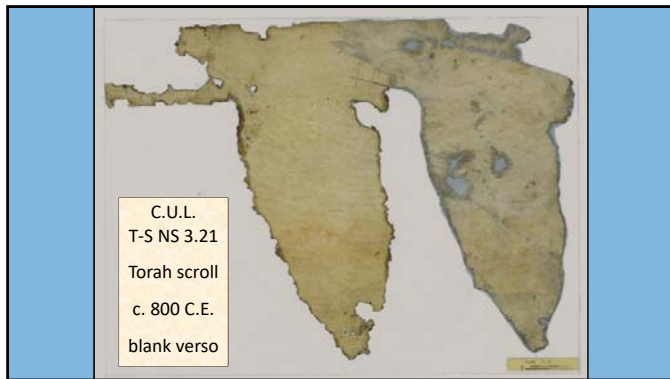 C.U.L.
T-S NS 3.21
Torah scroll
c. 800 C.E.
blank verso